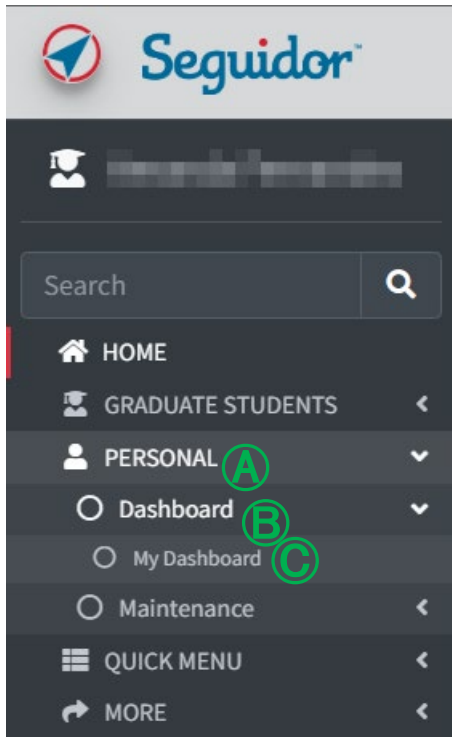 Seguidor™
Search
HOME
GRADUATE STUDENTS
PERSONAL A
Dashboard B
My Dashboard C
Maintenance
QUICK MENU
MORE